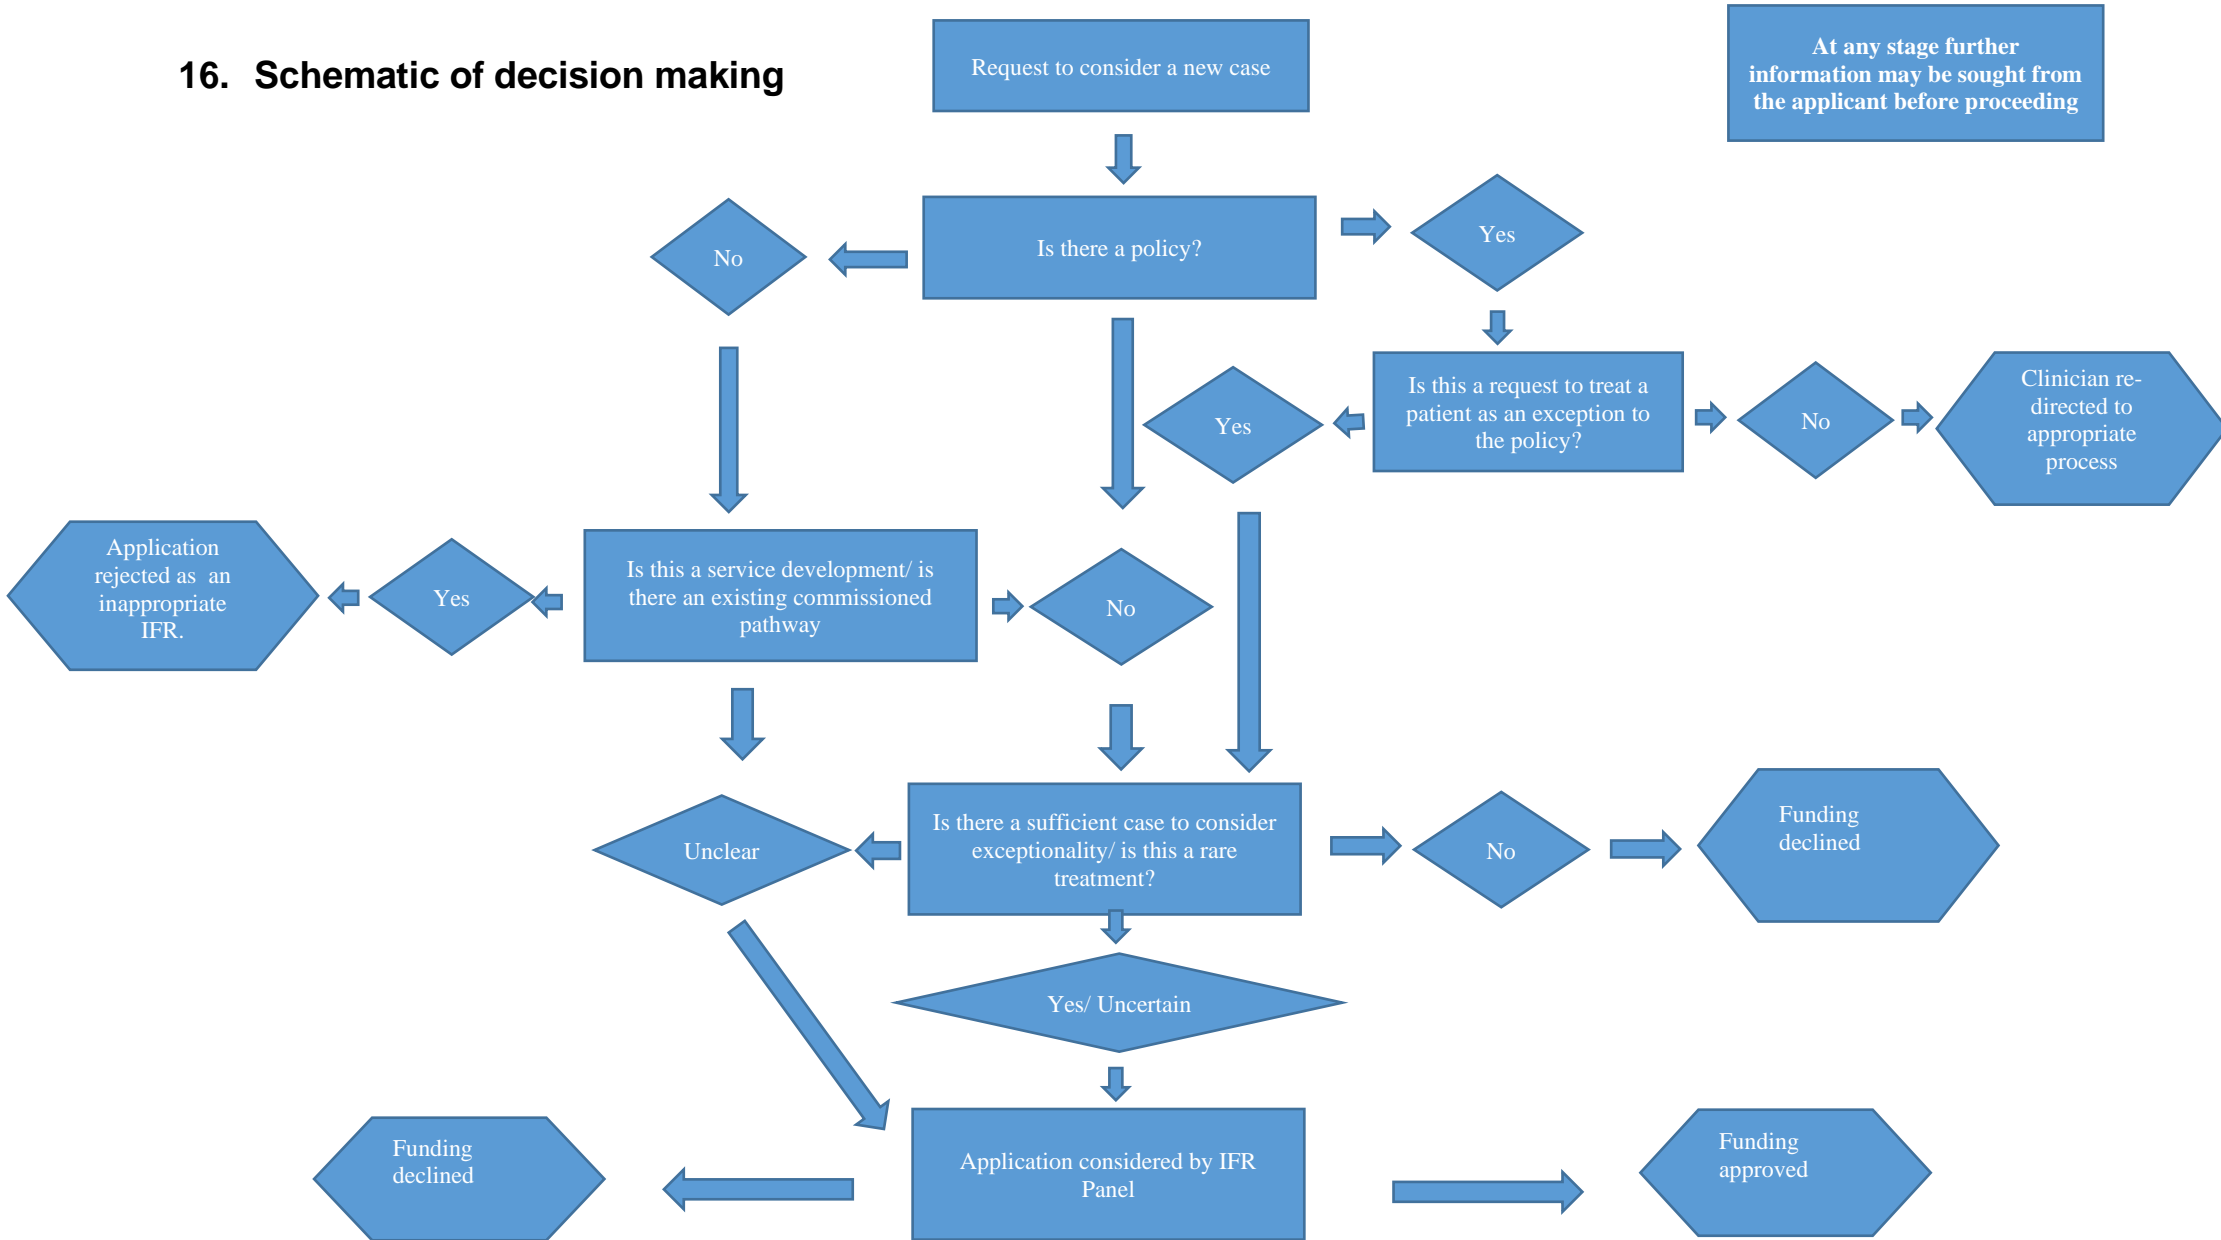 16. Schematic of decision making
Request to consider a new case
At any stage further
information may be sought from
the applicant before proceeding
Is there a policy?
No
Yes
Is this a request to treat a
patient as an exception to
the policy?
Yes
No
Clinician re-
directed to
appropriate
process
Application
rejected as  an
inappropriate
IFR.
Yes
Is this a service development/ is
there an existing commissioned
pathway
No
Unclear
Is there a sufficient case to consider
exceptionality/ is this a rare
treatment?
No
Funding
declined
Yes/ Uncertain
Funding
declined
Application considered by IFR
Panel
Funding
approved